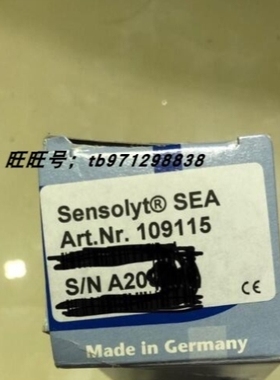 旺旺号；tb971298838
Sensolyt® SEA
Art.Nr. 109115
S/N A20
CE
Made in Germany